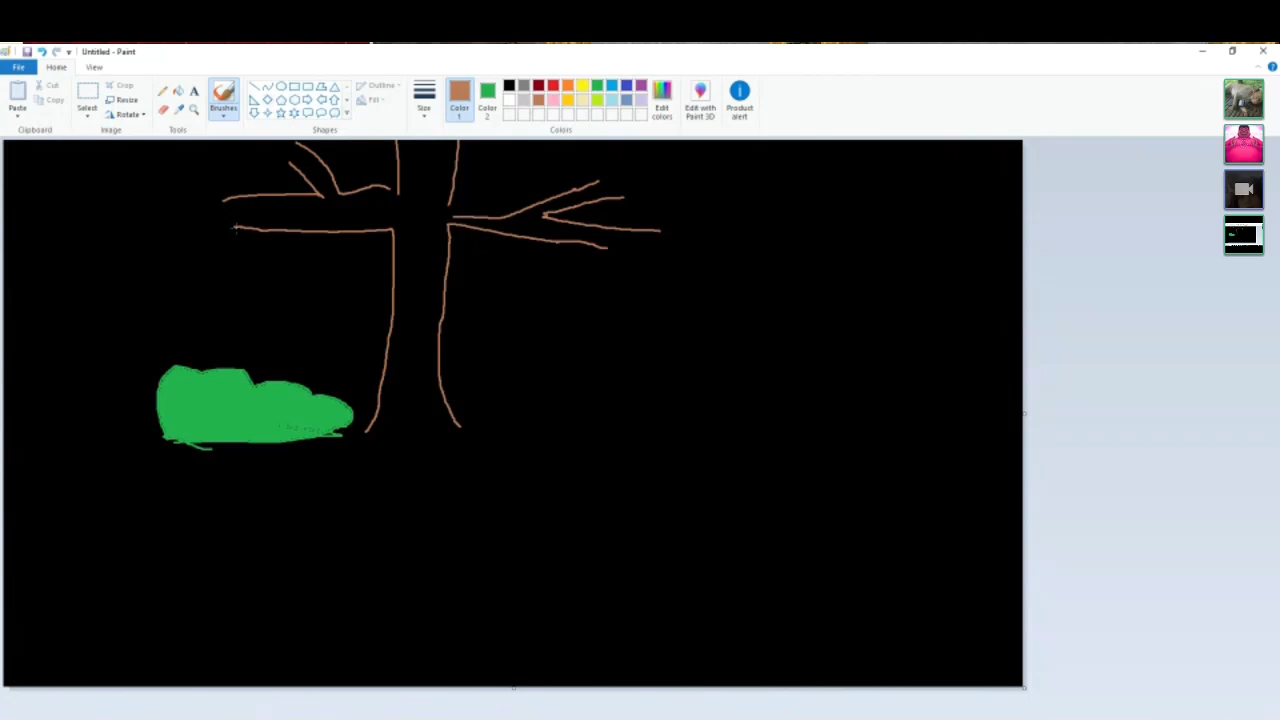 Untitled - Paint
File Home View
Paste Cut Copy Clipboard
Select Crop Resize Rotate Image
Tools
Brushes
Shapes Outline Fill
Size
Color 1
Color 2
Edit colors
Colors
Edit with Paint 3D
Product alert